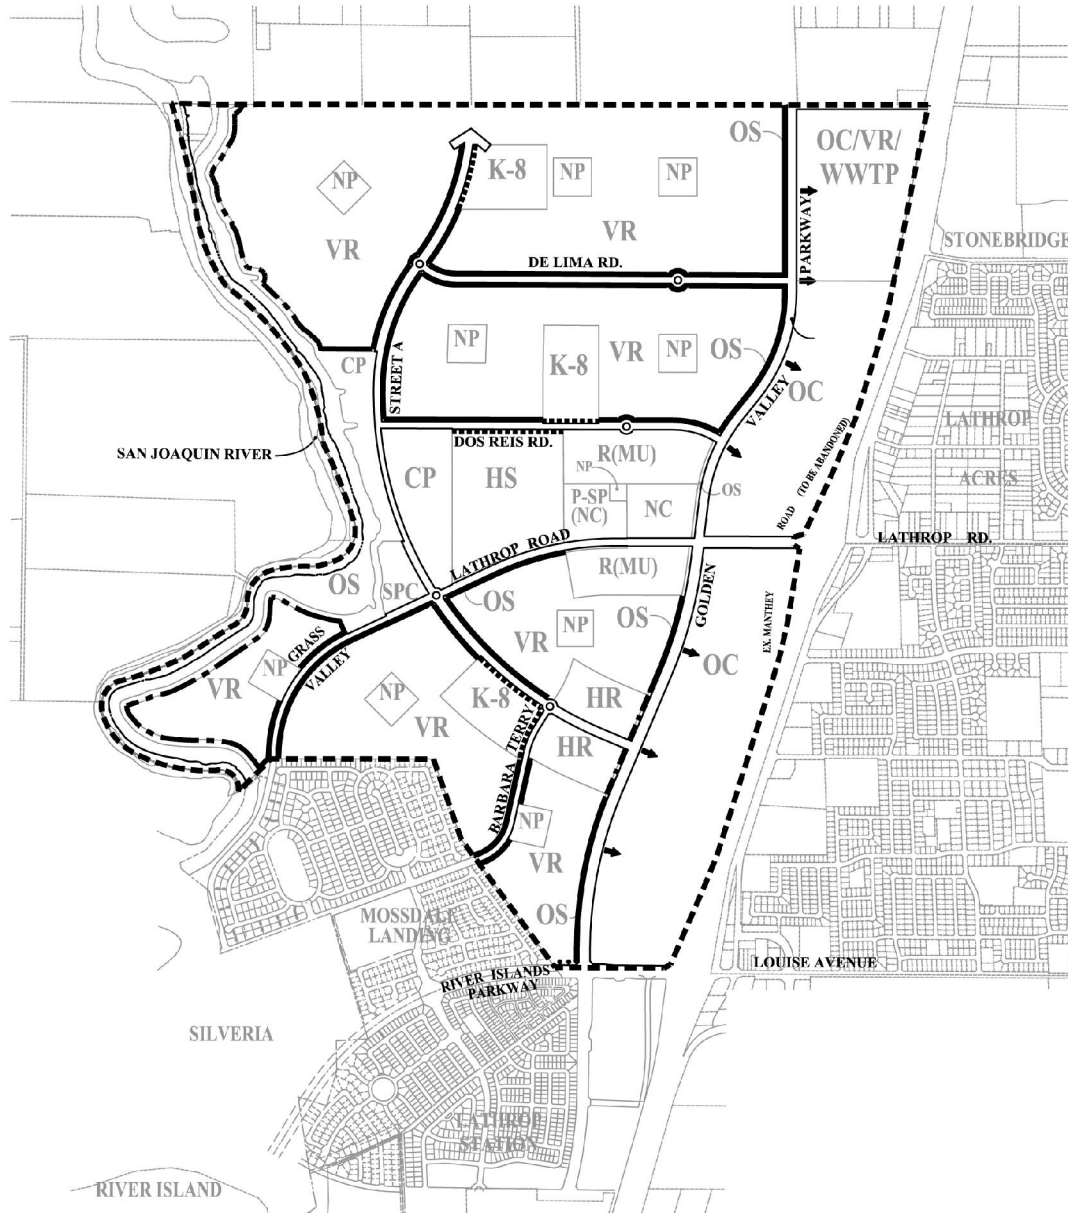 OS
OC/VR/
WWTP
K-8
NP
NP
NP
VR
VR
PARKWAY
STONEBRIDGE
DE LIMA RD.
NP
K-8
VR
NP
OS
CP
STREET A
VALLEY
OC
LATHROP
ACRES
SAN JOAQUIN RIVER
DOS REIS RD.
R(MU)
NP
CP
HS
P-SP
(NC)
NC
OS
ROAD (TO BE ABANDONED)
LATHROP ROAD
LATHROP RD.
R(MU)
OS
SPC
OS
GOLDEN
EX. MANTHEY
GRASS
VALLEY
VR
NP
OS
OC
NP
VR
NP
VR
K-8
HR
HR
BARBARA TERRY
NP
VR
OS
MOSSDALE
LANDING
RIVER ISLANDS
PARKWAY
LOUISE AVENUE
SILVERIA
LATHROP
STATION
RIVER ISLAND